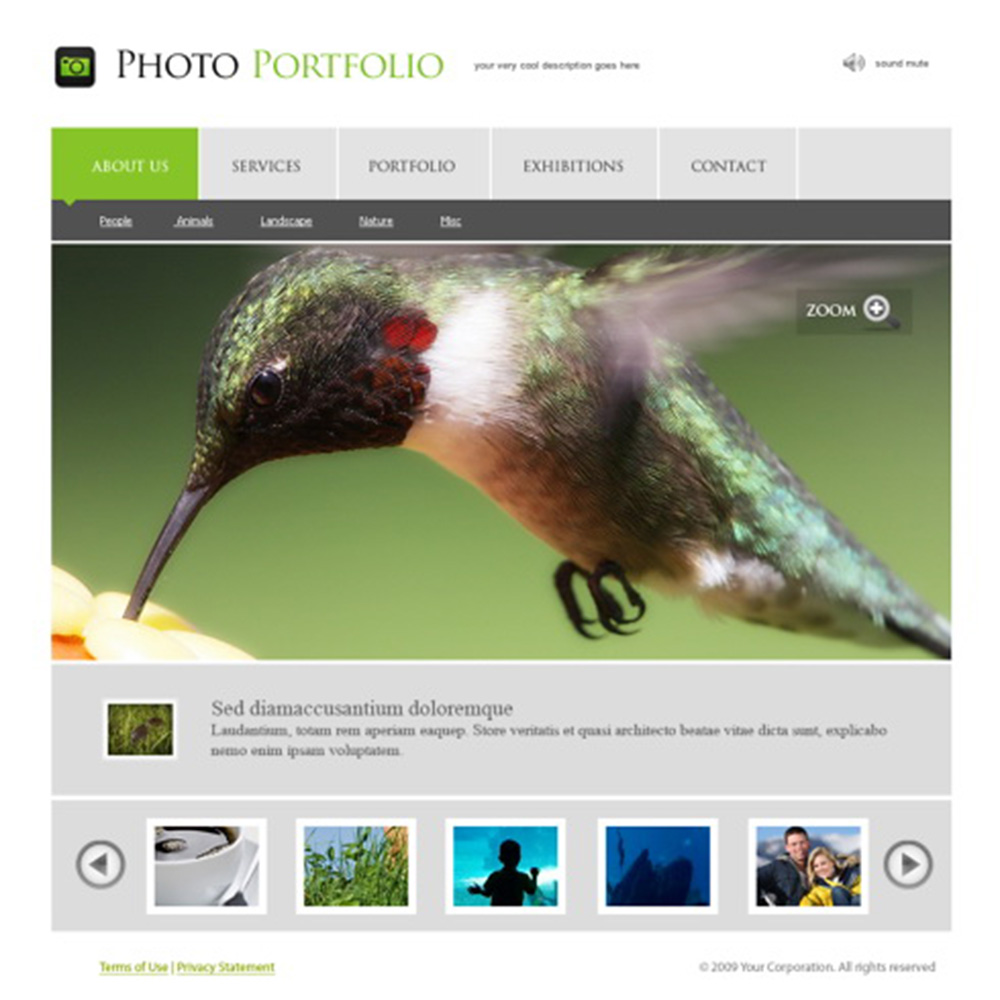 PHOTO PORTFOLIO your very cool description goes here sound mute
ABOUT US SERVICES PORTFOLIO EXHIBITIONS CONTACT
People Animals Landscape Nature Misc
ZOOM
Sed diamaccusantium doloremque
Laudantium, totam rem aperiam eaquep. Store veritatis et quasi architecto beatae vitae dicta sunt, explicabo
nemo enim ipsam voluptatem.
Terms of Use | Privacy Statement © 2009 Your Corporation. All rights reserved